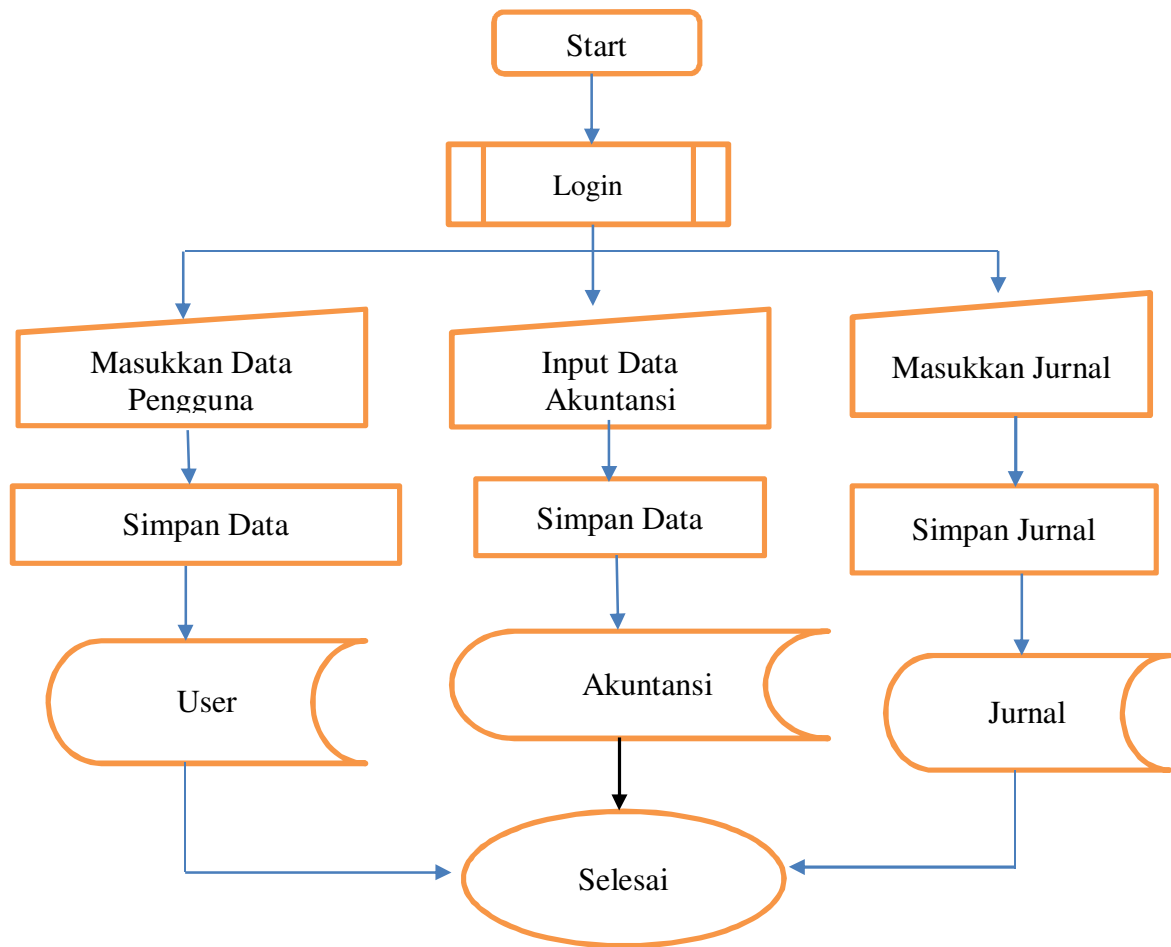 Start
Login
Masukkan Data
Pengguna
Input Data
Akuntansi
Masukkan Jurnal
Simpan Data
Simpan Data
Simpan Jurnal
User
Akuntansi
Jurnal
Selesai